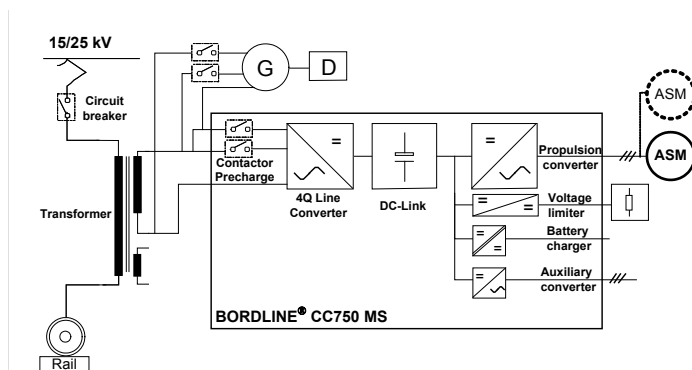 15/25 kV
G
D
ASM
Circuit
breaker
Contactor
Precharge
Propulsion
converter
ASM
Transformer
4Q Line
Converter
DC-Link
Voltage
limiter
Battery
charger
Auxiliary
converter
BORDLINE® CC750 MS
Rail